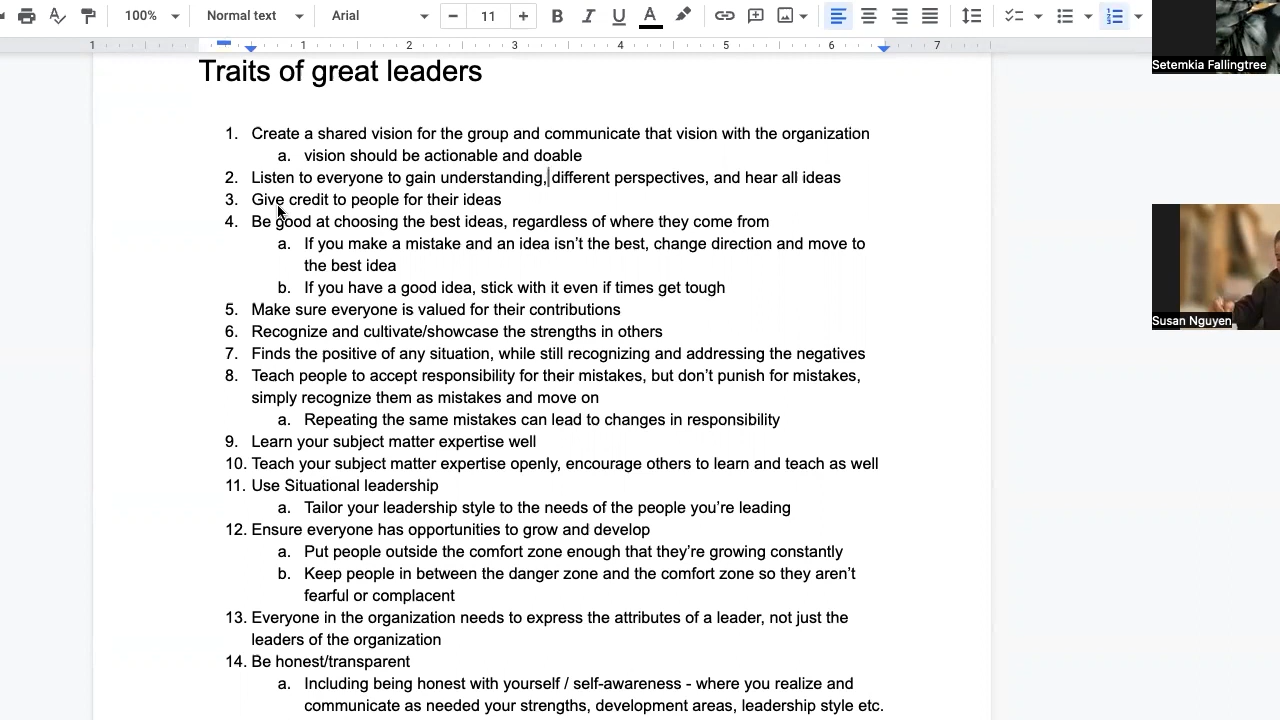 100%
Normal text
Arial
11
B I U A
1 1 2 3 4 5 6 7
Setemkia Fallingtree
Traits of great leaders
1. Create a shared vision for the group and communicate that vision with the organization
a. vision should be actionable and doable
2. Listen to everyone to gain understanding, different perspectives, and hear all ideas
3. Give credit to people for their ideas
4. Be good at choosing the best ideas, regardless of where they come from
a. If you make a mistake and an idea isn’t the best, change direction and move to
the best idea
b. If you have a good idea, stick with it even if times get tough
5. Make sure everyone is valued for their contributions
Susan Nguyen
6. Recognize and cultivate/showcase the strengths in others
7. Finds the positive of any situation, while still recognizing and addressing the negatives
8. Teach people to accept responsibility for their mistakes, but don’t punish for mistakes,
simply recognize them as mistakes and move on
a. Repeating the same mistakes can lead to changes in responsibility
9. Learn your subject matter expertise well
10. Teach your subject matter expertise openly, encourage others to learn and teach as well
11. Use Situational leadership
a. Tailor your leadership style to the needs of the people you’re leading
12. Ensure everyone has opportunities to grow and develop
a. Put people outside the comfort zone enough that they’re growing constantly
b. Keep people in between the danger zone and the comfort zone so they aren’t
fearful or complacent
13. Everyone in the organization needs to express the attributes of a leader, not just the
leaders of the organization
14. Be honest/transparent
a. Including being honest with yourself / self-awareness - where you realize and
communicate as needed your strengths, development areas, leadership style etc.